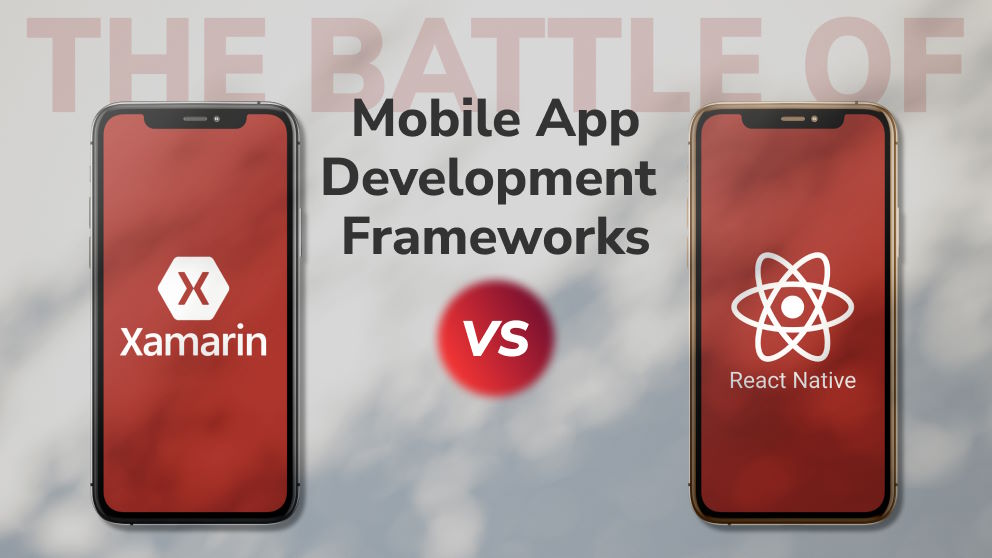 THE BATTLE OF
Mobile App
Development
Frameworks
VS
X
Xamarin
React Native